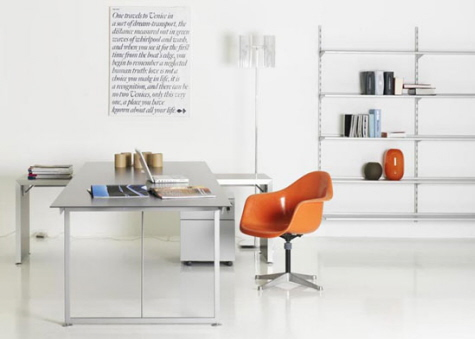 One travels to Venice in
a sort of dream-transport, the
distance measured out in green
waves of whirlpool and wash,
and when you see it for the first
time from the boat's edge, you
begin to remember a neglected
human truth: love is not a
choice you make in life, it is
a recognition, and there can be
no two Venices, only this very
one, a place you have
known about all your life.